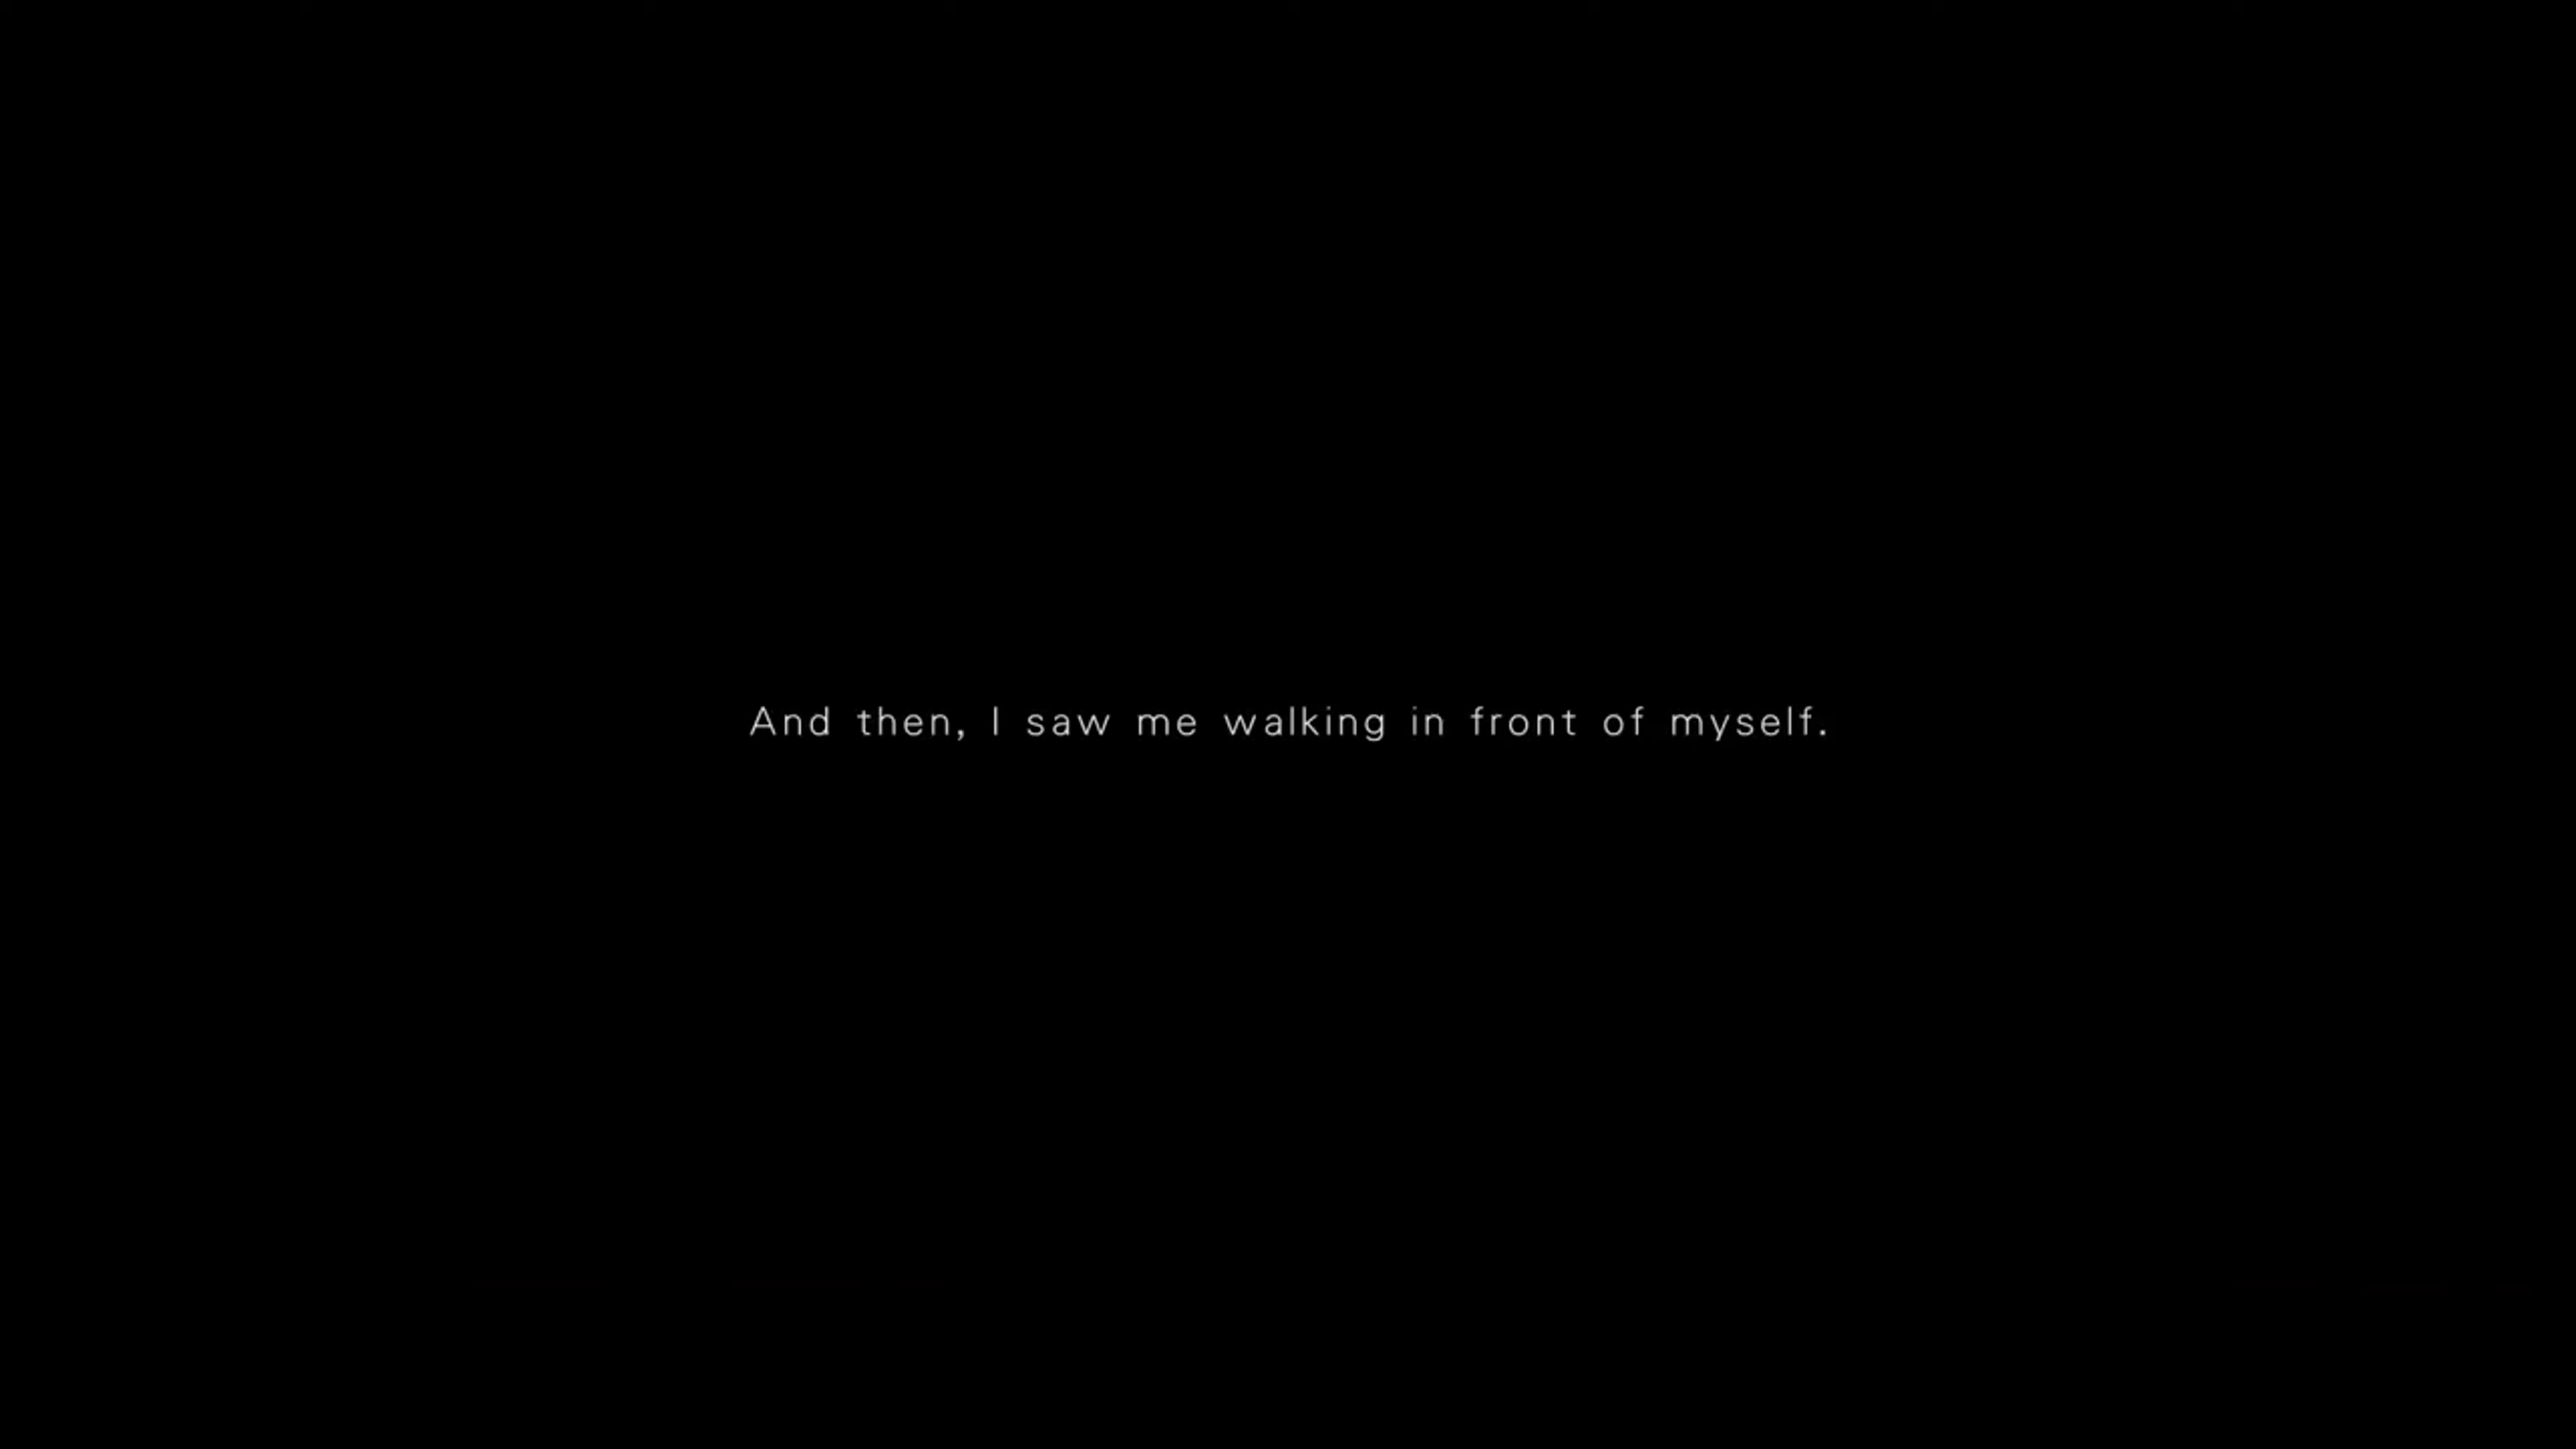 And then, I saw me walking in front of myself.